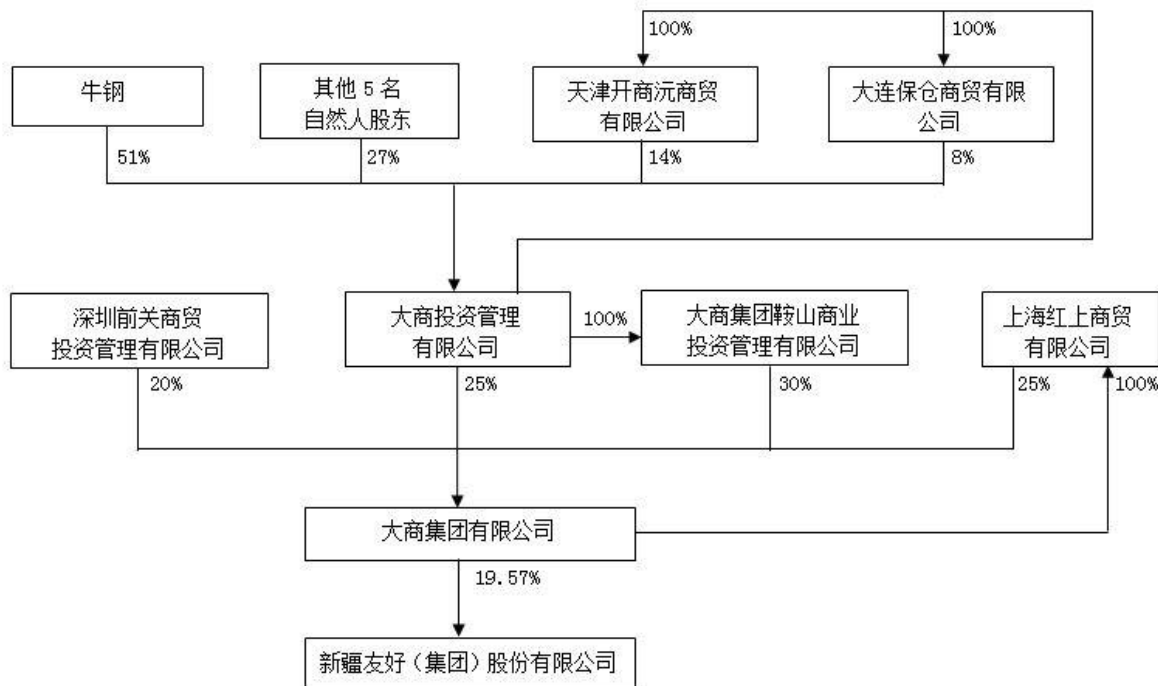 100%
100%
牛钢
其他 5 名
自然人股东
天津开商沅商贸
有限公司
大连保仓商贸有限
公司
51%
27%
14%
8%
深圳前关商贸
投资管理有限公司
大商投资管理
有限公司
100%
大商集团鞍山商业
投资管理有限公司
上海红上商贸
有限公司
20%
25%
30%
25%
100%
大商集团有限公司
19.57%
新疆友好（集团）股份有限公司